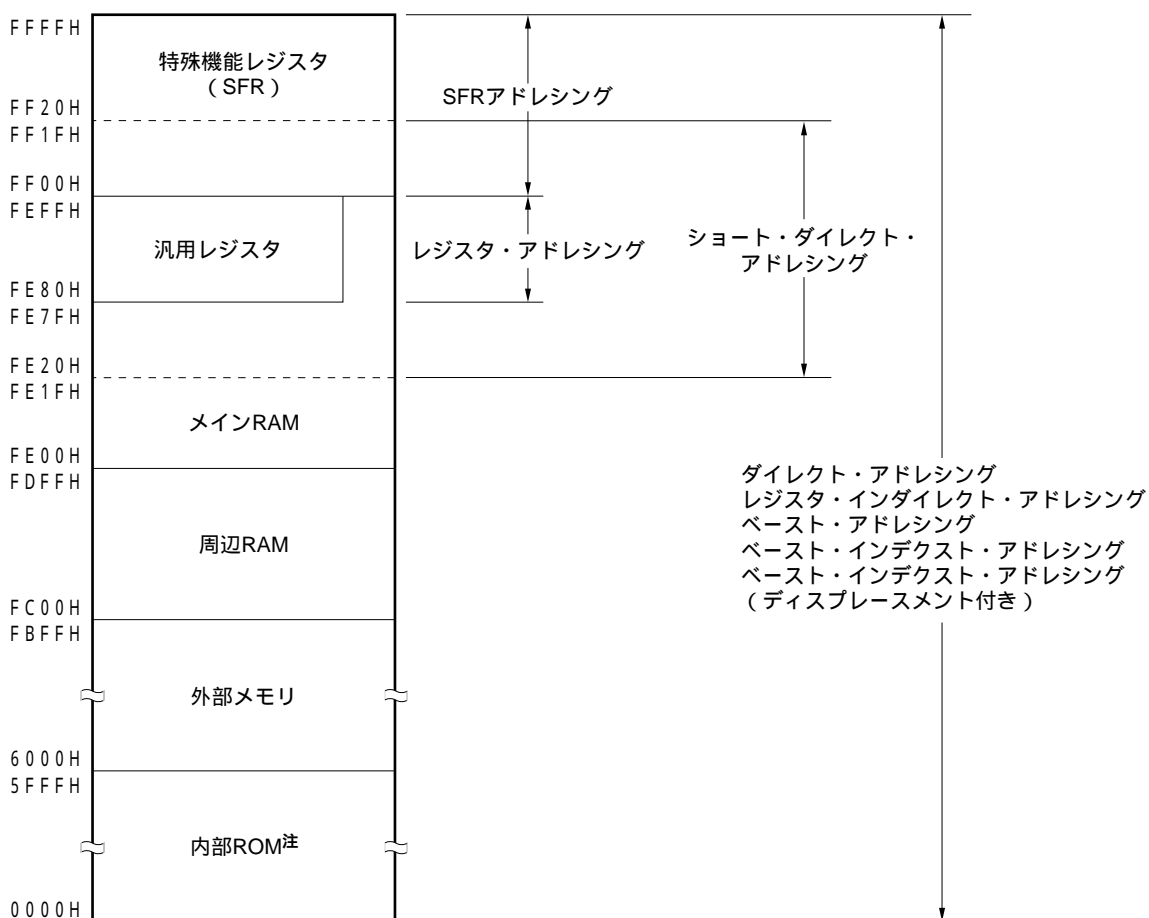 FFFFH
特殊機能レジスタ
（SFR）
SFRアドレシング
FF20H
FF1FH
FF00H
FEFFH
汎用レジスタ
レジスタ・アドレシング
ショート・ダイレクト・
アドレシング
FE80H
FE7FH
FE20H
FE1FH
メインRAM
FE00H
FDFFH
ダイレクト・アドレシング
レジスタ・インダイレクト・アドレシング
ベースト・アドレシング
ベースト・インデクスト・アドレシング
ベースト・インデクスト・アドレシング
（ディスプレースメント付き）
周辺RAM
FC00H
FBFFH
外部メモリ
6000H
5FFFH
内部ROM注
0000H